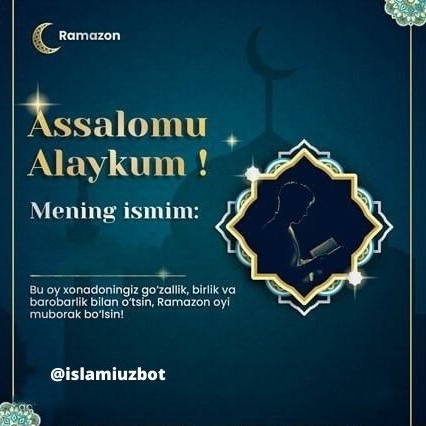 Ramazon
Assalomu
Alaykum !
Mening ismim:
Bu oy xonadoningiz go'zallik, birlik va
barobarlik bilan o'tsin, Ramazon oyi
muborak bo'lsin!
@islamiuzbot